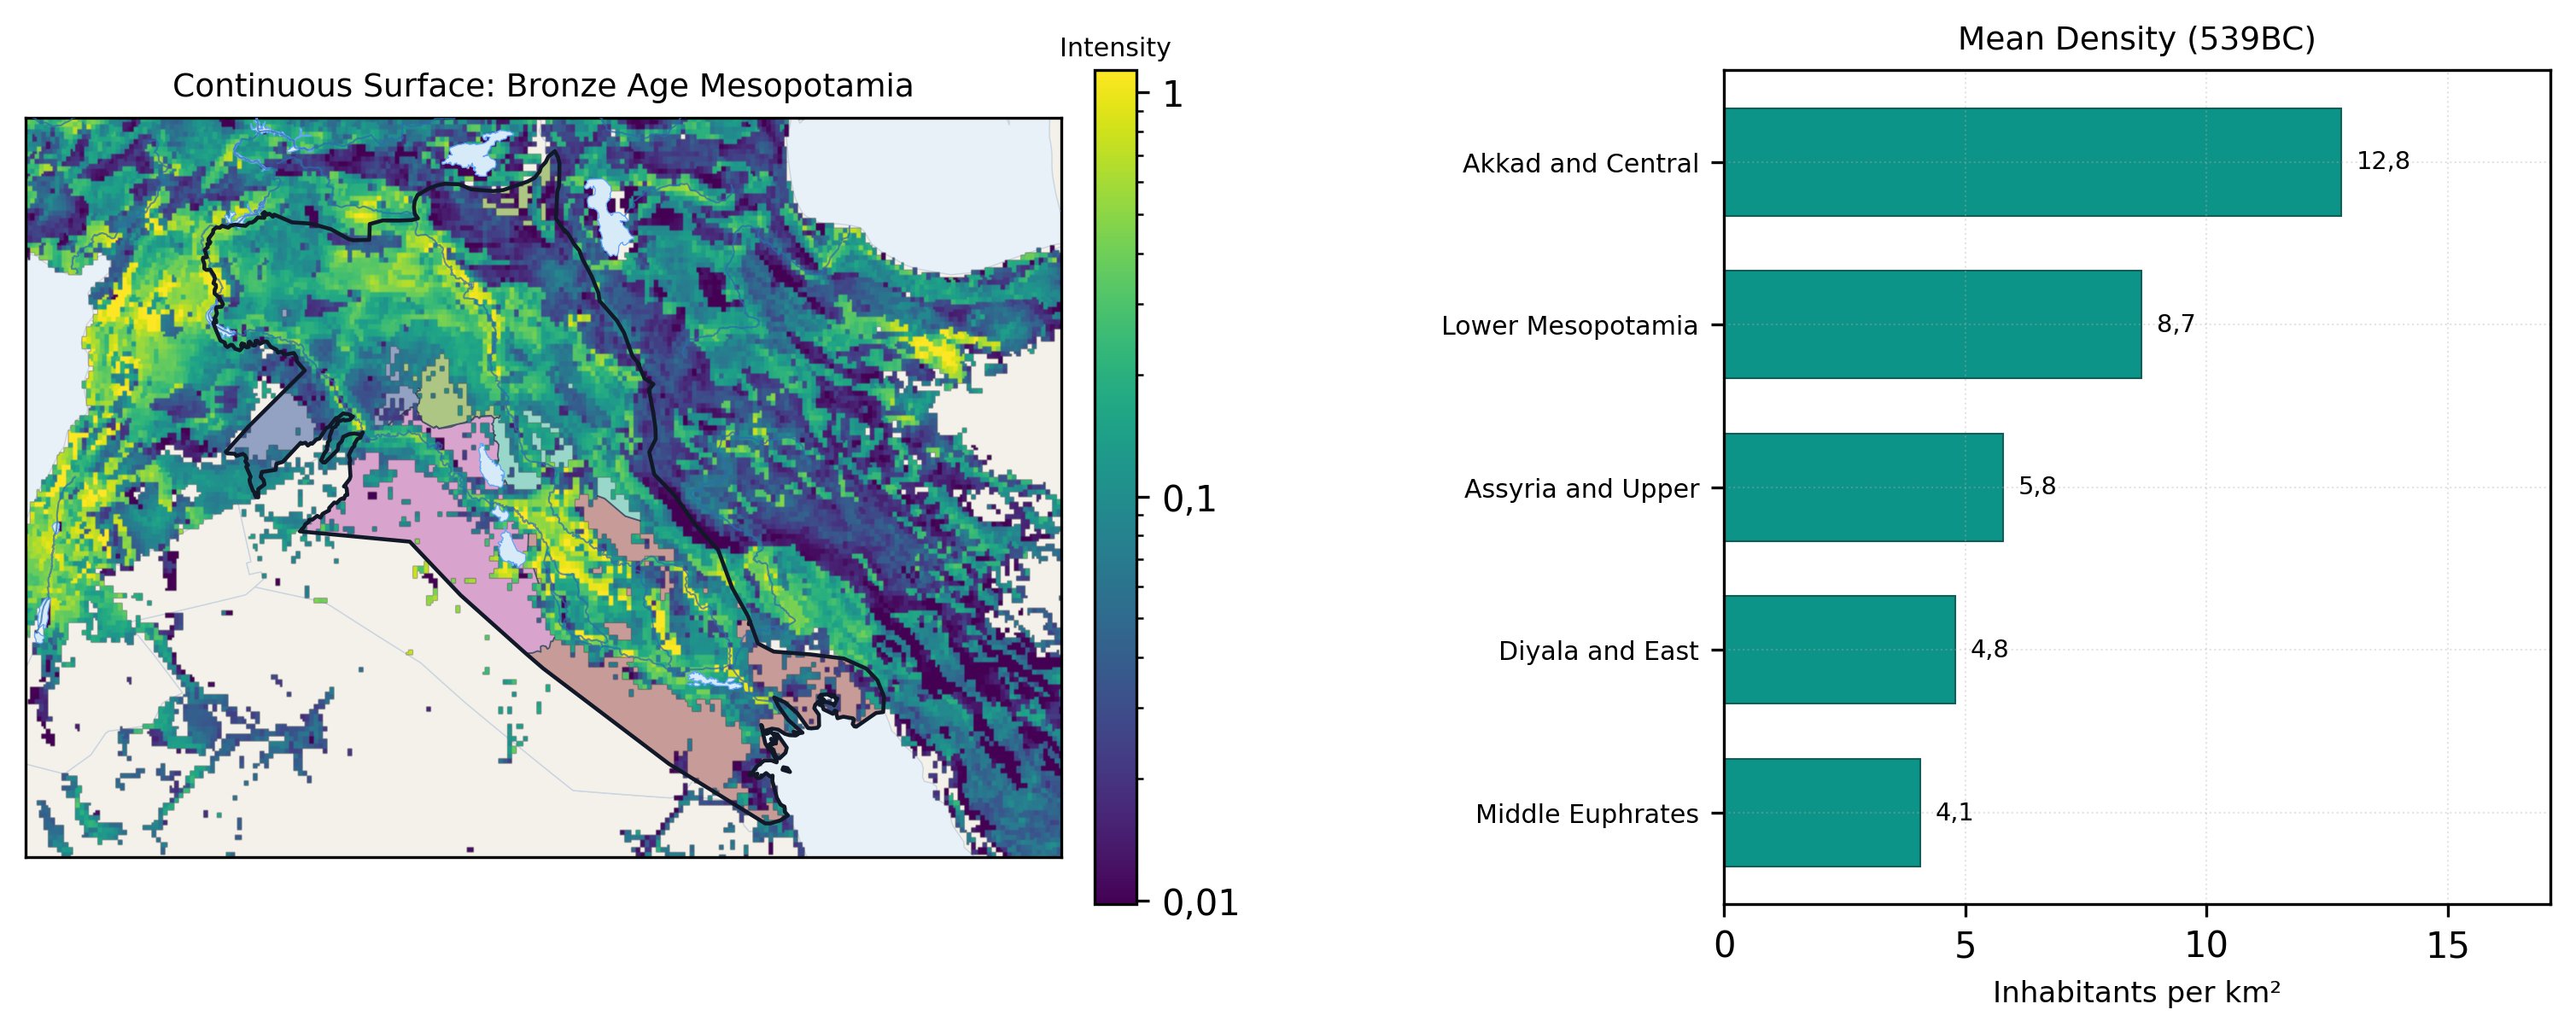 Continuous Surface: Bronze Age Mesopotamia
Intensity
1
0,1
0,01
Mean Density (539BC)
Akkad and Central
12,8
Lower Mesopotamia
8,7
Assyria and Upper
5,8
Diyala and East
4,8
Middle Euphrates
4,1
0 5 10 15
Inhabitants per km²